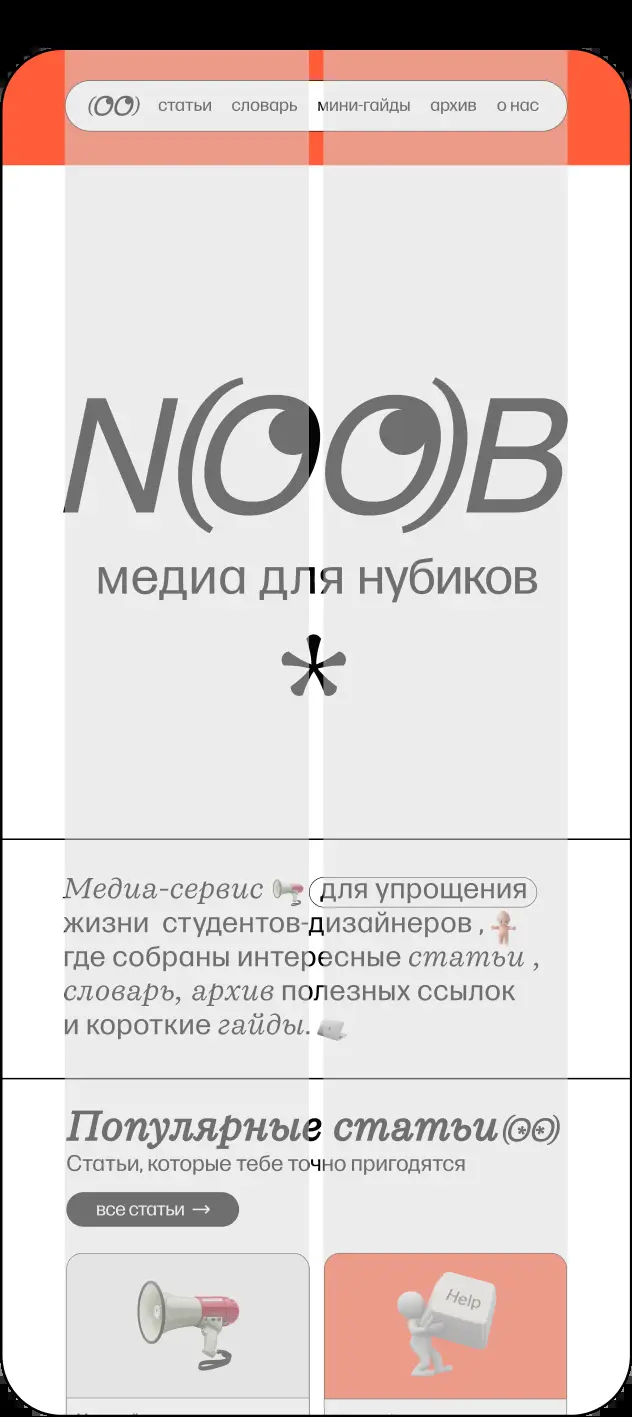 (OO) статьи словарь мини-гайды архив о нас
N(OO)B
медиа для нубиков
*
Медиа-сервис для упрощения
жизни студентов-дизайнеров ,
где собраны интересные статьи ,
словарь, архив полезных ссылок
и короткие гайды.
Популярные статьи(**)
Статьи, которые тебе точно пригодятся
все статьи →
Help